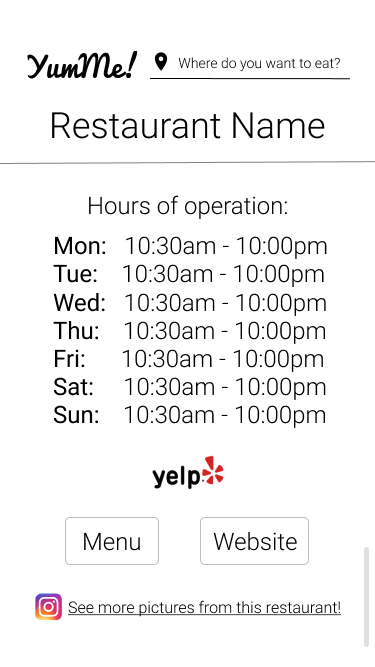 YumMe! Where do you want to eat?
Restaurant Name
Hours of operation:
Mon: 10:30am - 10:00pm
Tue: 10:30am - 10:00pm
Wed: 10:30am - 10:00pm
Thu: 10:30am - 10:00pm
Fri: 10:30am - 10:00pm
Sat: 10:30am - 10:00pm
Sun: 10:30am - 10:00pm
yelp
Menu Website
See more pictures from this restaurant!